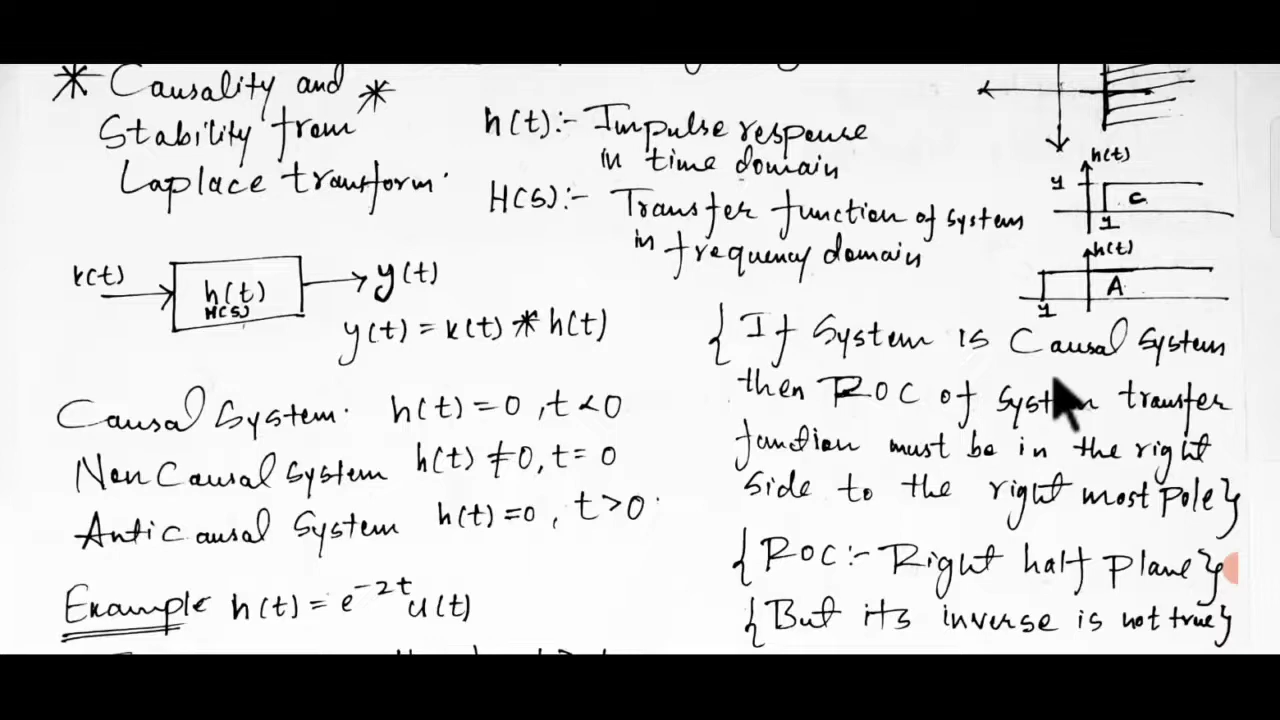 * Causality and *
Stability from
Laplace transform.
h(t):- Impulse response
in time domain
H(S):- Transfer function of system
in frequency domain
h(t)
1
C
1
h(t)
A
1
x(t)
h(t)
H(S)
y(t)
y(t) = x(t) * h(t)
Causal System. h(t) = 0, t < 0
Non Causal System h(t) ≠ 0, t = 0
Anti causal System h(t) = 0, t > 0.
Example h(t) = e^-2t u(t)
{ If System is Causal System
then ROC of System transfer
function must be in the right
side to the right most pole}
{ ROC:- Right half plane}
{ But its inverse is not true}